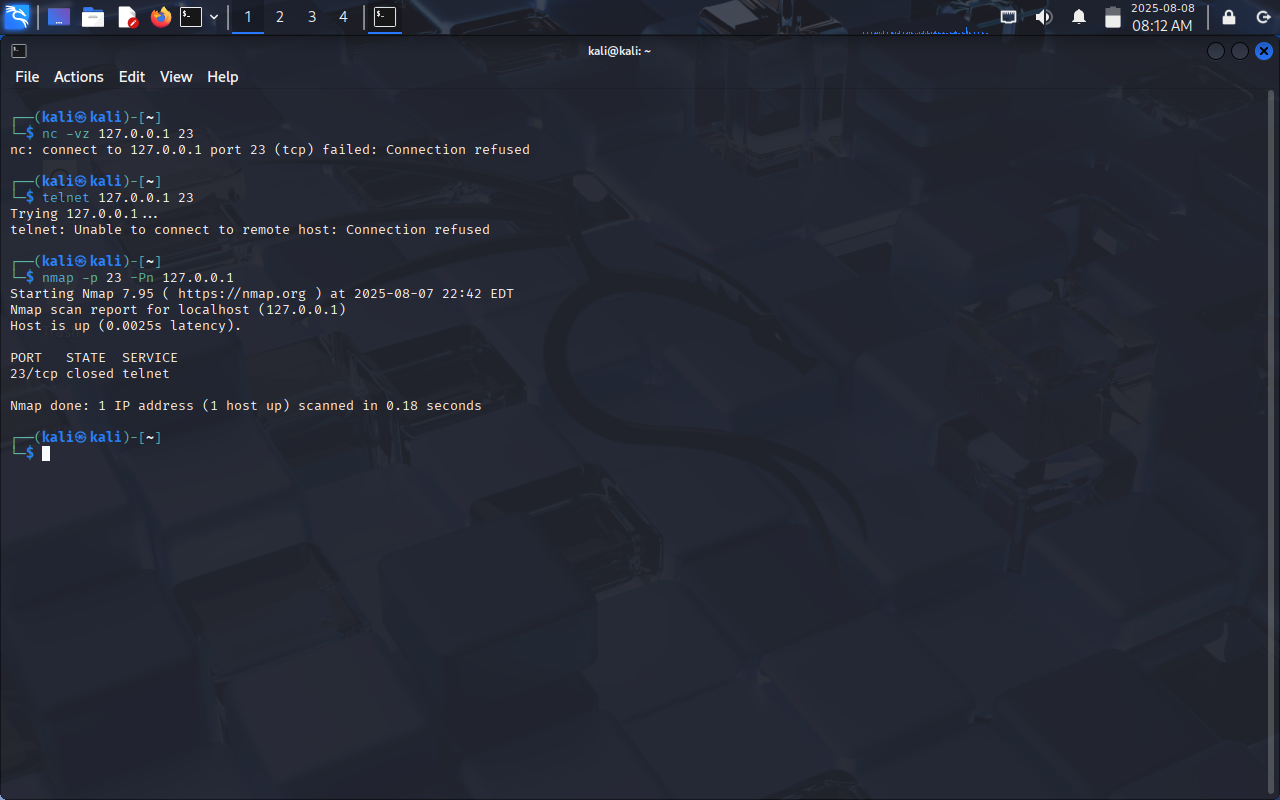 1 2 3 4
2025-08-08
08:12 AM
kali@kali: ~
File Actions Edit View Help
┌──(kali㉿kali)-[~]
└─$ nc -vz 127.0.0.1 23
nc: connect to 127.0.0.1 port 23 (tcp) failed: Connection refused
┌──(kali㉿kali)-[~]
└─$ telnet 127.0.0.1 23
Trying 127.0.0.1...
telnet: Unable to connect to remote host: Connection refused
┌──(kali㉿kali)-[~]
└─$ nmap -p 23 -Pn 127.0.0.1
Starting Nmap 7.95 ( https://nmap.org ) at 2025-08-07 22:42 EDT
Nmap scan report for localhost (127.0.0.1)
Host is up (0.0025s latency).
PORT   STATE  SERVICE
23/tcp closed telnet
Nmap done: 1 IP address (1 host up) scanned in 0.18 seconds
┌──(kali㉿kali)-[~]
└─$